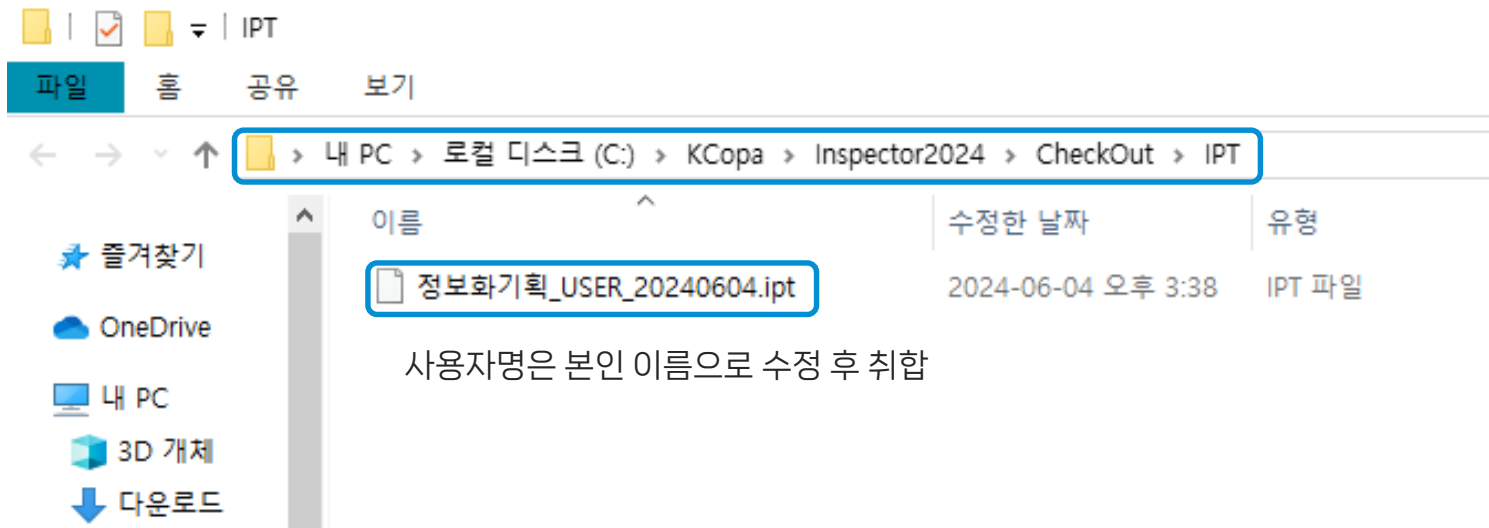 IPT
파일 홈 공유 보기
내 PC > 로컬 디스크 (C:) > KCopa > Inspector2024 > CheckOut > IPT
이름 수정한 날짜 유형
즐겨찾기
정보화기획_USER_20240604.ipt 2024-06-04 오후 3:38 IPT 파일
OneDrive
사용자명은 본인 이름으로 수정 후 취합
내 PC
3D 개체
다운로드